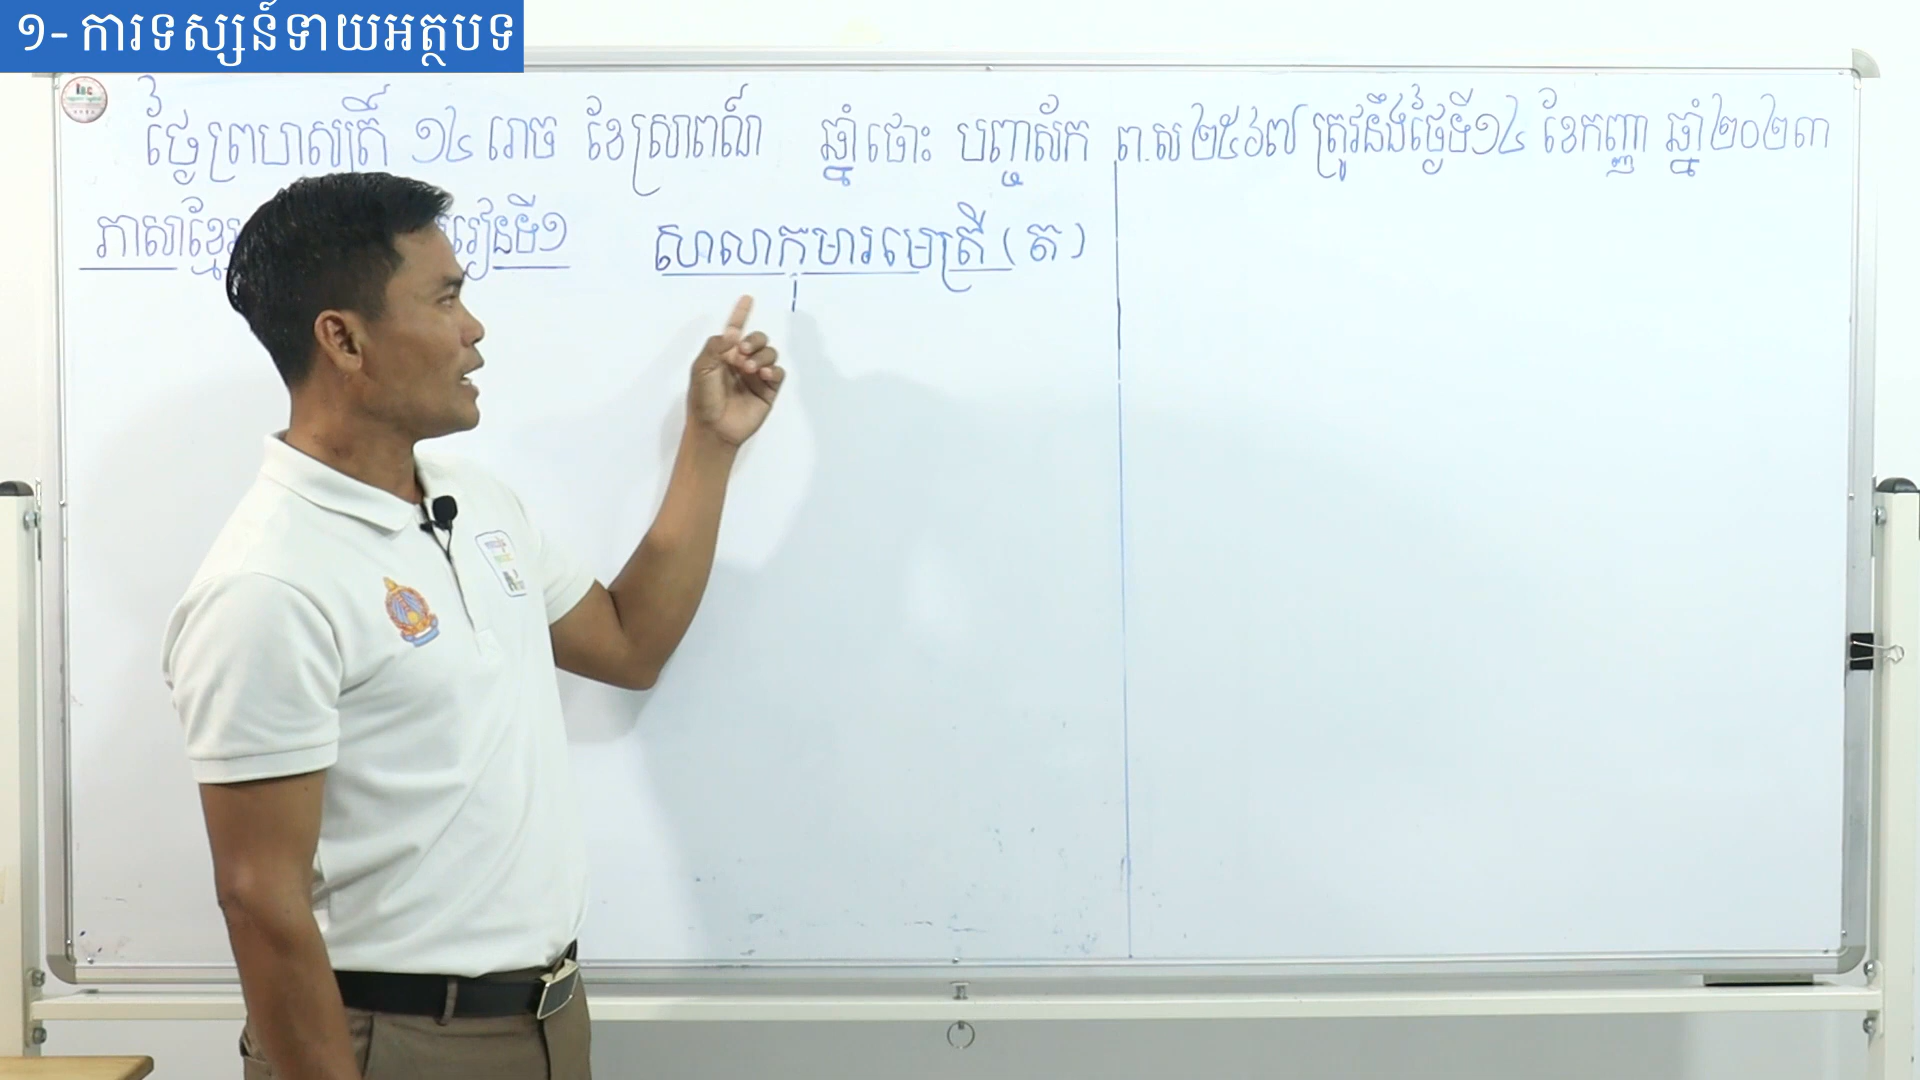 ១- ការទស្សន៍ទាយអត្ថបទ
ថ្ងៃព្រហស្បតិ៍ ១៤ រោច ខែស្រាពណ៍ ឆ្នាំថោះ បញ្ចស័ក ព.ស ២៥៦៧ ត្រូវនឹងថ្ងៃទី១៤ ខែកញ្ញា ឆ្នាំ២០២៣
ភាសាខ្មែរ រៀនទី១ សាលាកុមារមេត្រី (ត)